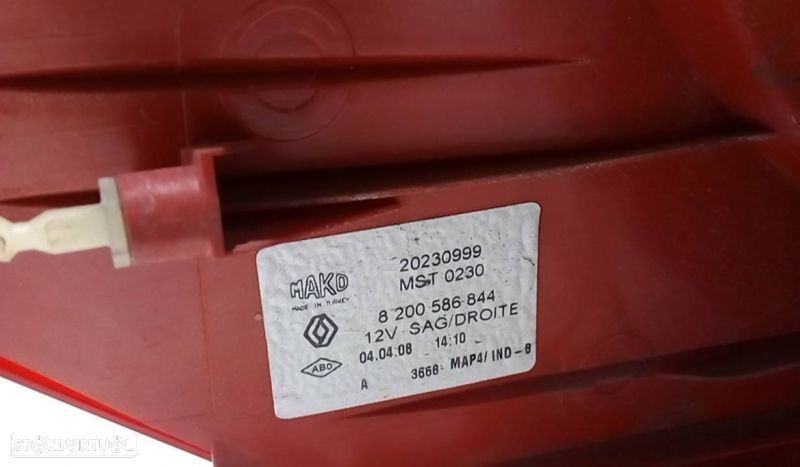 MAKO
MADE IN TURKEY
20230999
MST 0230
8 200 586 844
12V SAG/DROITE
04.04.08 14:10
ABO
A 3668 MAP4/ IND-B
STANDVIRTUAL